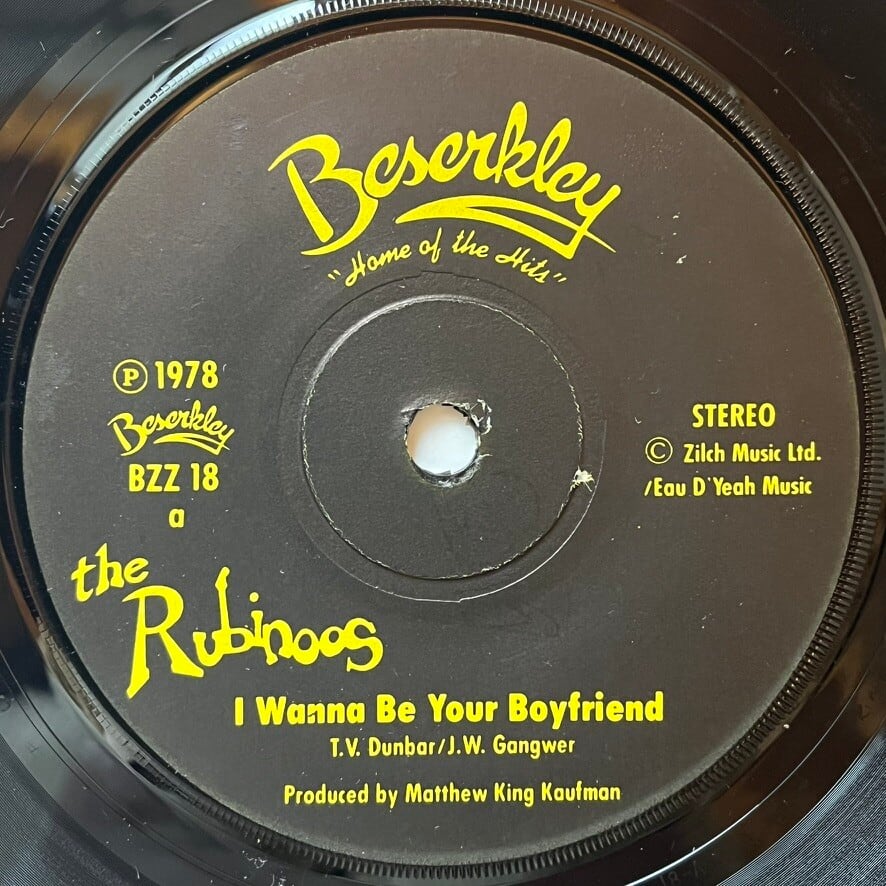 Beserkley
"Home of the Hits"
Ⓟ 1978
Beserkley
BZZ 18
a
STEREO
© Zilch Music Ltd.
/Eau D'Yeah Music
the
Rubinoos
I Wanna Be Your Boyfriend
T.V. Dunbar/J.W. Gangwer
Produced by Matthew King Kaufman